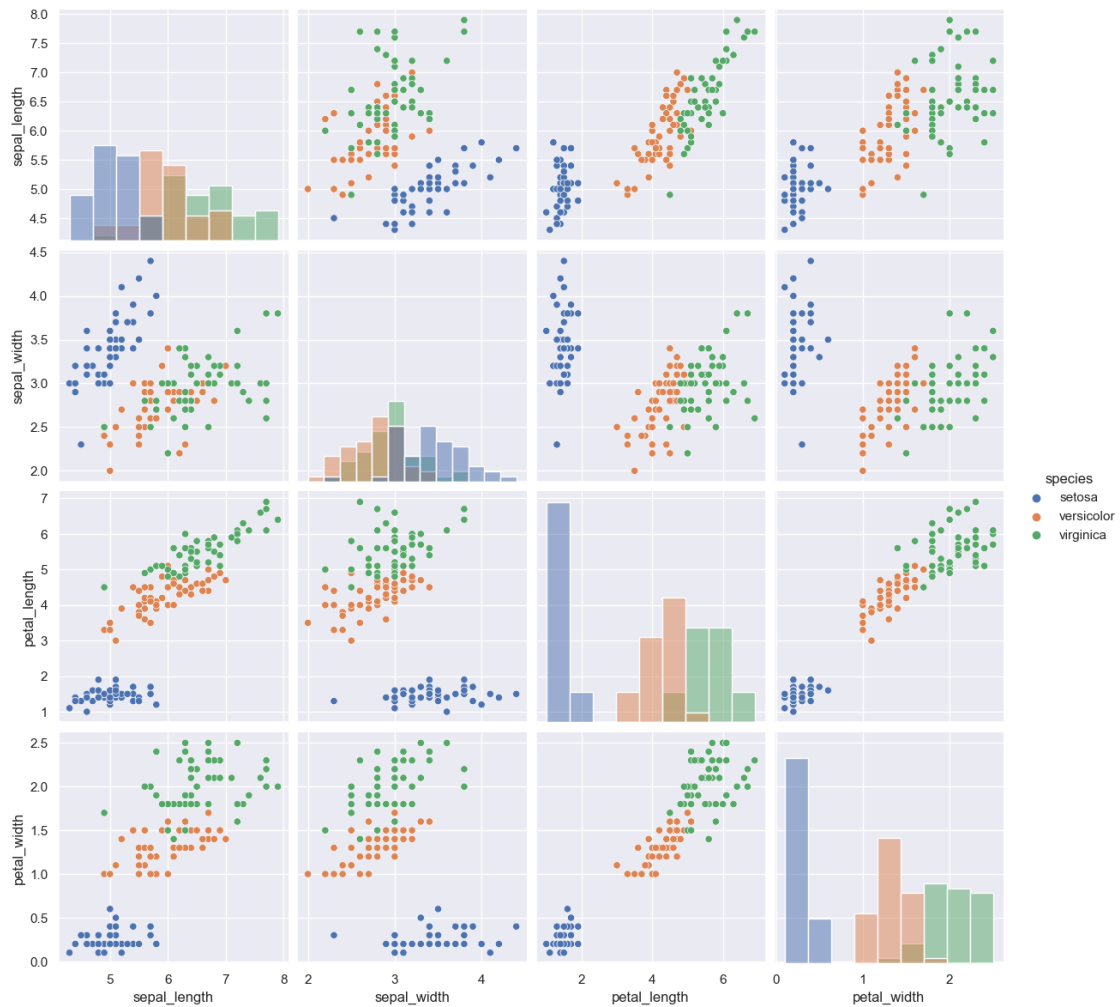 8.0
7.5
7.0
6.5
6.0
5.5
5.0
4.5
sepal_length
4.5
4.0
3.5
3.0
2.5
2.0
sepal_width
species
setosa
versicolor
virginica
7
6
5
4
3
2
1
petal_length
2.5
2.0
1.5
1.0
0.5
0.0
petal_width
5 6 7 8
2 3 4
2 4 6
0 1 2
sepal_length sepal_width petal_length petal_width